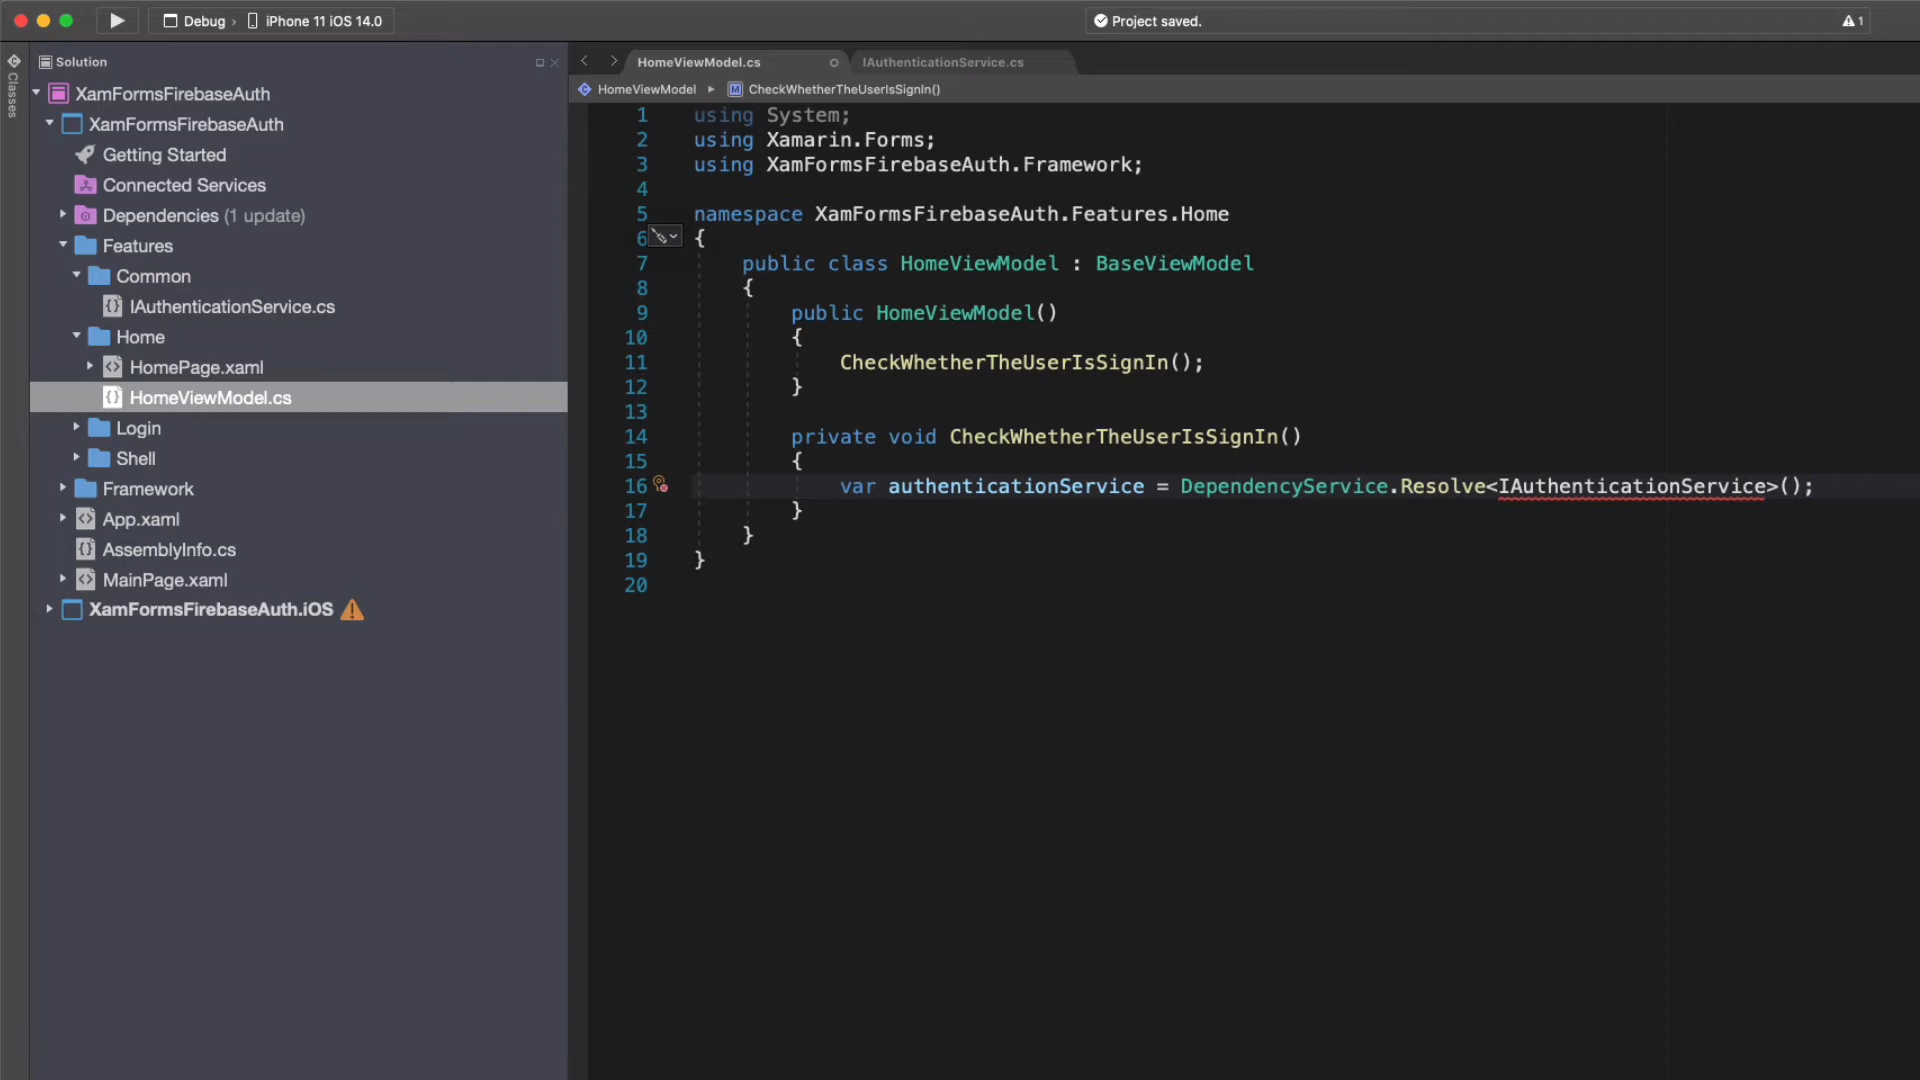 Debug › iPhone 11 iOS 14.0
Project saved.
1
Classes
Solution
XamFormsFirebaseAuth
XamFormsFirebaseAuth
Getting Started
Connected Services
Dependencies (1 update)
Features
Common
IAuthenticationService.cs
Home
HomePage.xaml
HomeViewModel.cs
Login
Shell
Framework
App.xaml
AssemblyInfo.cs
MainPage.xaml
XamFormsFirebaseAuth.iOS
HomeViewModel.cs
IAuthenticationService.cs
HomeViewModel ▸ M CheckWhetherTheUserIsSignIn()
1 using System;
2 using Xamarin.Forms;
3 using XamFormsFirebaseAuth.Framework;
4
5 namespace XamFormsFirebaseAuth.Features.Home
6 {
7 public class HomeViewModel : BaseViewModel
8 {
9 public HomeViewModel()
10 {
11 CheckWhetherTheUserIsSignIn();
12 }
13
14 private void CheckWhetherTheUserIsSignIn()
15 {
16 var authenticationService = DependencyService.Resolve<IAuthenticationService>();
17 }
18 }
19 }
20